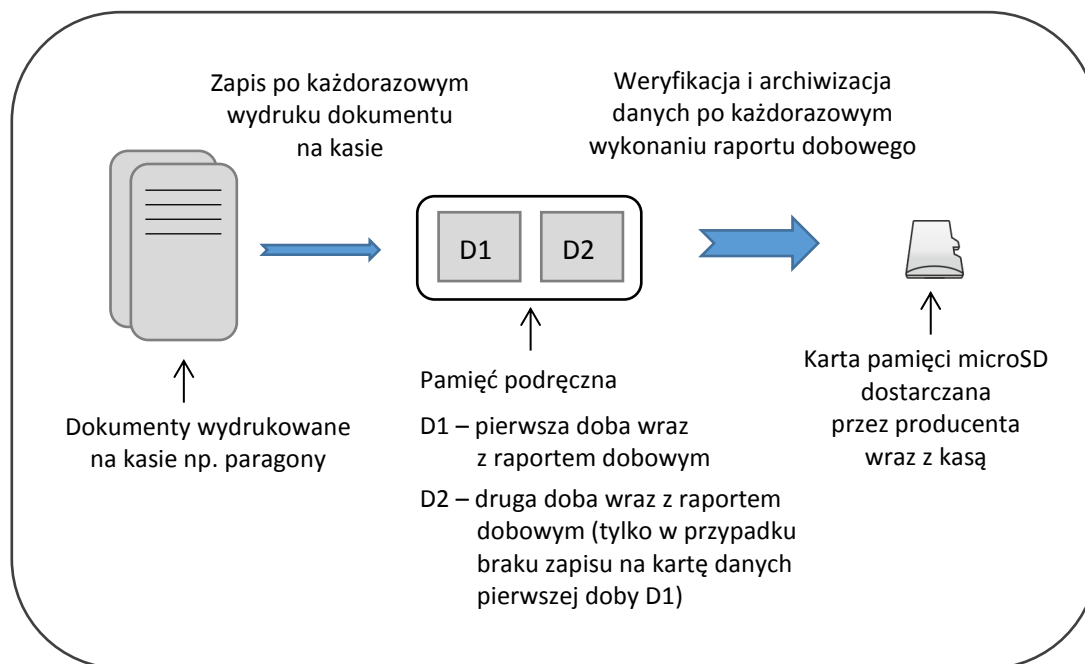 Zapis po każdorazowym
wydruku dokumentu
na kasie
Weryfikacja i archiwizacja
danych po każdorazowym
wykonaniu raportu dobowego
D1
D2
Dokumenty wydrukowane
na kasie np. paragony
Pamięć podręczna
D1 – pierwsza doba wraz
z raportem dobowym
D2 – druga doba wraz z raportem
dobowym (tylko w przypadku
braku zapisu na kartę danych
pierwszej doby D1)
Karta pamięci microSD
dostarczana
przez producenta
wraz z kasą